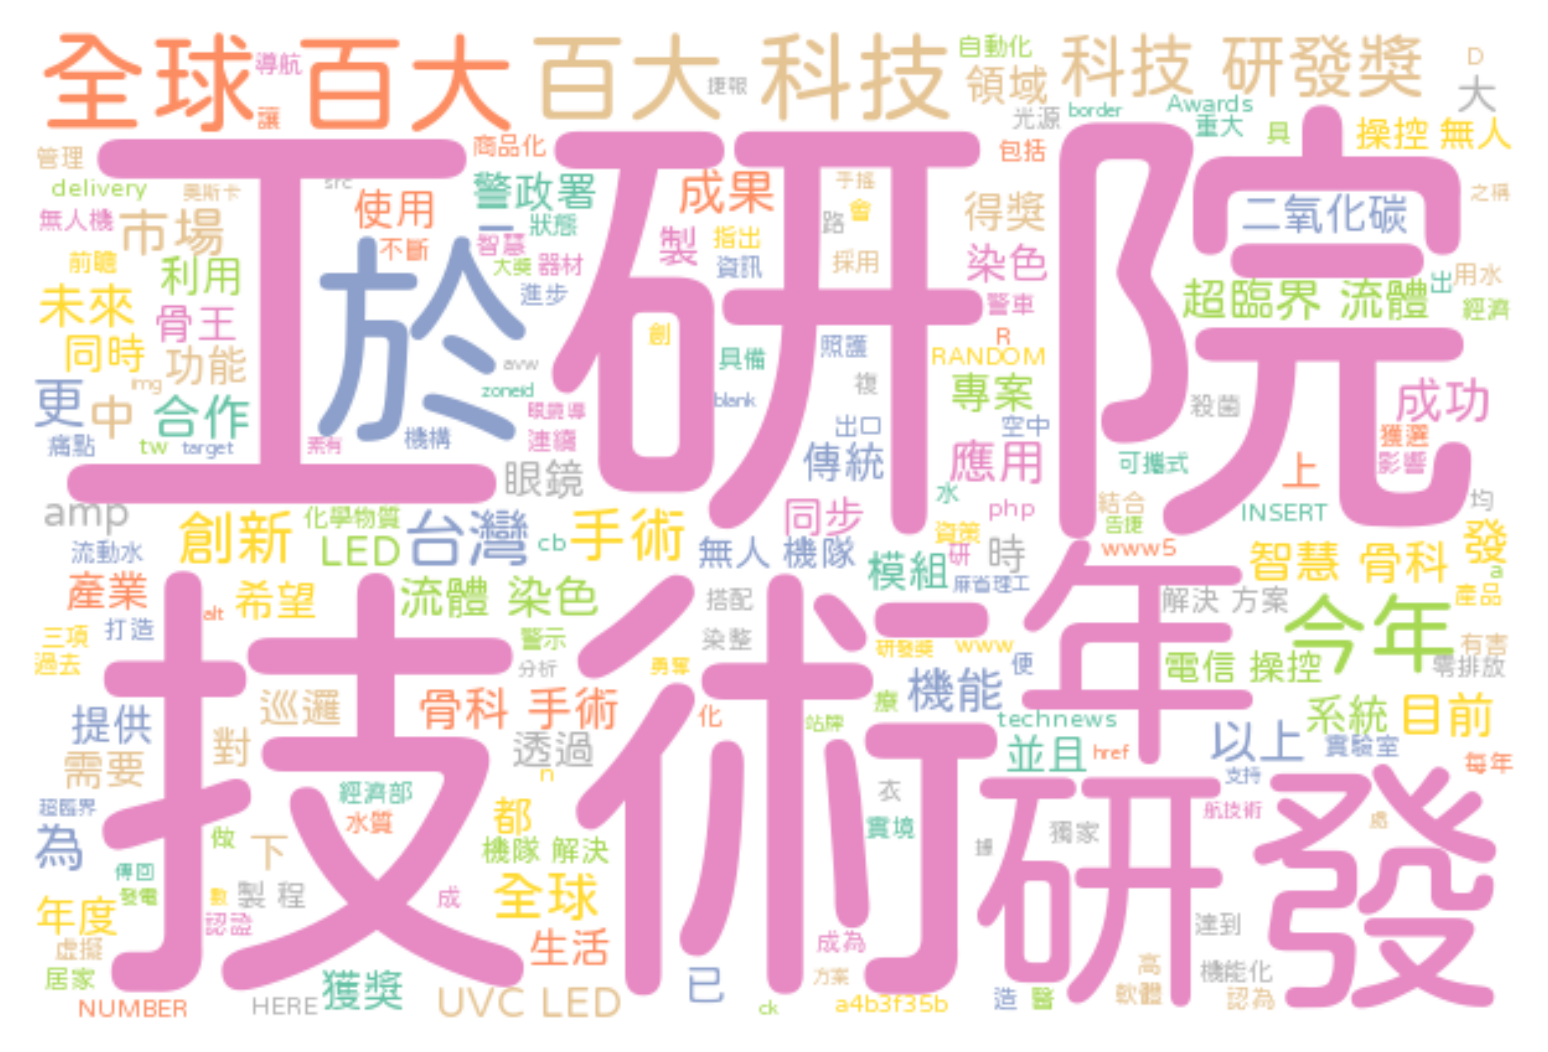 全球 百大 百大 科技 科技 研發獎
導航 捷報 自動化 領域 D 大
讓 光源 border Awards 重大 具 操控 無人
工研院
管理 商品化 包括
delivery 奧斯卡 src 警政署 成果 手搖 得獎 二氧化碳 之稱
無人機 市場 使用 一 狀態 會 路
前瞻 不斷 智慧 製 指出 染色
利用 大獎 器材 資訊 採用 超臨界 流體 出 用水
未來 於 進步 警車 經濟
骨王 創 照護 R
同時 功能 avw 具備 RANDOM
更 中 img zoneid 複 專案 殺菌 成功
合作 眼鏡導 blank 出口 空中
痛點 tw target 素有 機構 連續 應用 獲選
眼鏡 傳統 可攜式 上 影響
amp 水 結合 均
創新 化學物質 台灣 手術 同步 php 告捷 INSERT 發
流動水 LED cb 無人 機隊 資策 研 時 www5 智慧 骨科
產業 希望 流體 染色 搭配 模組 麻省理工 年 解決 方案 a 產品
技術
alt 今年
三項 打造 警示 染整 研發獎 www 有害
過去 分析 勇奪 便 電信 操控 零排放
提供 巡邏 骨科 手術 化 站牌 療 機能 technews 系統 目前
需要 對 透過 並且 href 以上 實驗室 每年
n 支持
研發
超臨界 經濟部 都 衣 航技術
為 做 下 水質 機隊 解決 實境 據 獨家 處
傳回
年度 發電 數 製 程 成 全球
認證 達到
虛擬 生活 成為
居家 獲獎 已 方案 高 機能化
NUMBER HERE UVC LED ck a4b3f35b 造 醫 軟體 認為